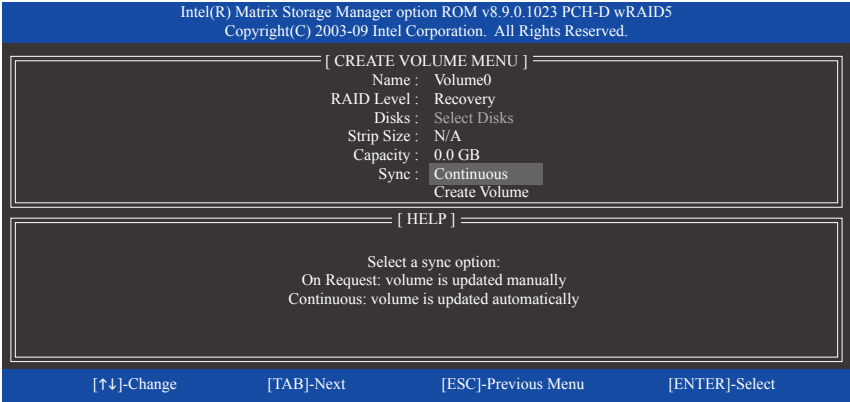 Intel(R) Matrix Storage Manager option ROM v8.9.0.1023 PCH-D wRAID5
Copyright(C) 2003-09 Intel Corporation.  All Rights Reserved.
[ CREATE VOLUME MENU ]
Name : Volume0
RAID Level : Recovery
Disks : Select Disks
Strip Size : N/A
Capacity : 0.0 GB
Sync : Continuous
Create Volume
[ HELP ]
Select a sync option:
On Request: volume is updated manually
Continuous: volume is updated automatically
[↑↓]-Change [TAB]-Next [ESC]-Previous Menu [ENTER]-Select